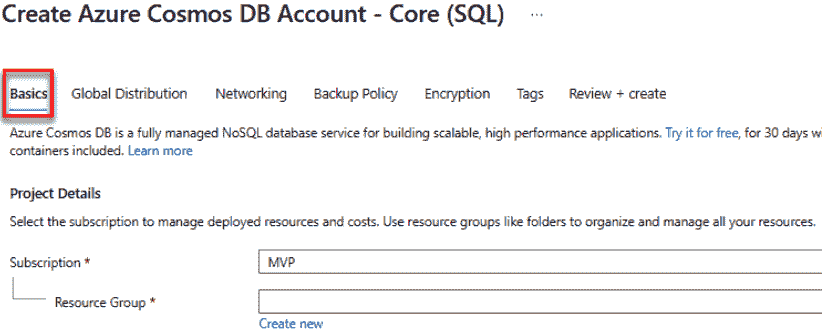 Create Azure Cosmos DB Account - Core (SQL) ...
Basics Global Distribution Networking Backup Policy Encryption Tags Review + create
Azure Cosmos DB is a fully managed NoSQL database service for building scalable, high performance applications. Try it for free, for 30 days
containers included. Learn more
Project Details
Select the subscription to manage deployed resources and costs. Use resource groups like folders to organize and manage all your resources.
Subscription * MVP
Resource Group *
Create new